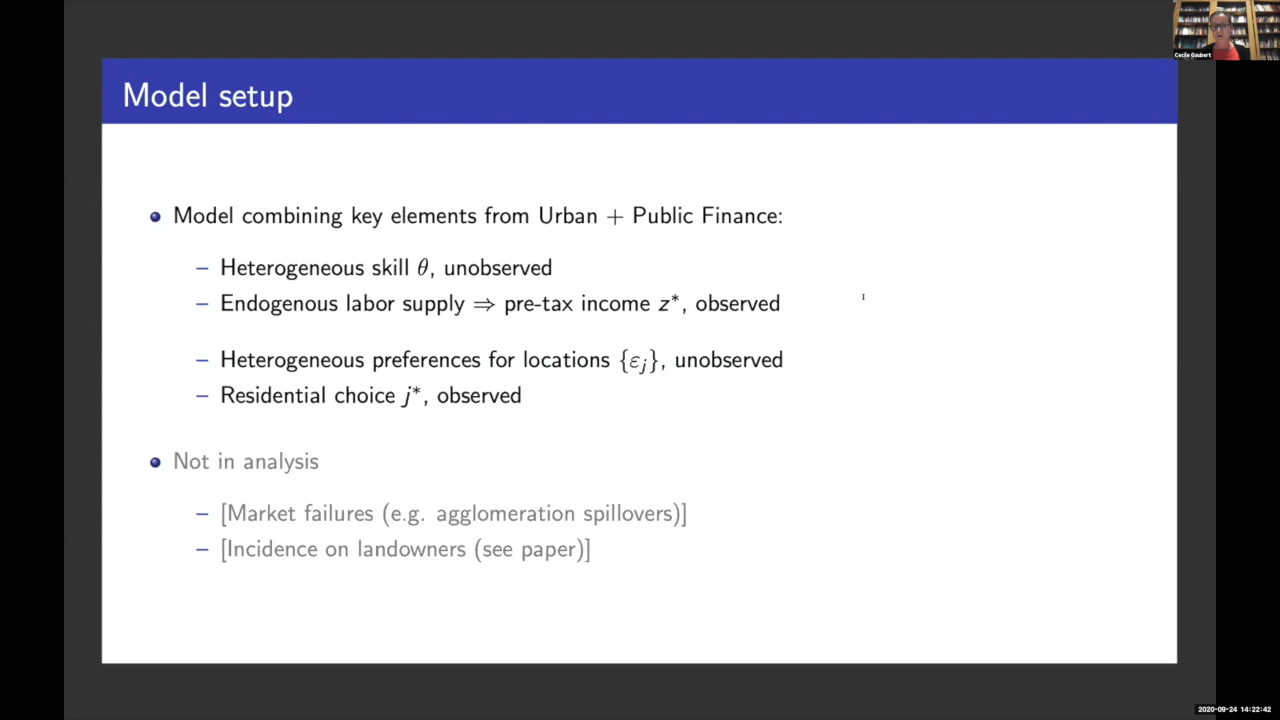 Cecile Gaubert
Model setup
Model combining key elements from Urban + Public Finance:
– Heterogeneous skill θ, unobserved
– Endogenous labor supply ⇒ pre-tax income z*, observed
– Heterogeneous preferences for locations {εⱼ}, unobserved
– Residential choice j*, observed
Not in analysis
– [Market failures (e.g. agglomeration spillovers)]
– [Incidence on landowners (see paper)]
2020-09-24 14:22:42